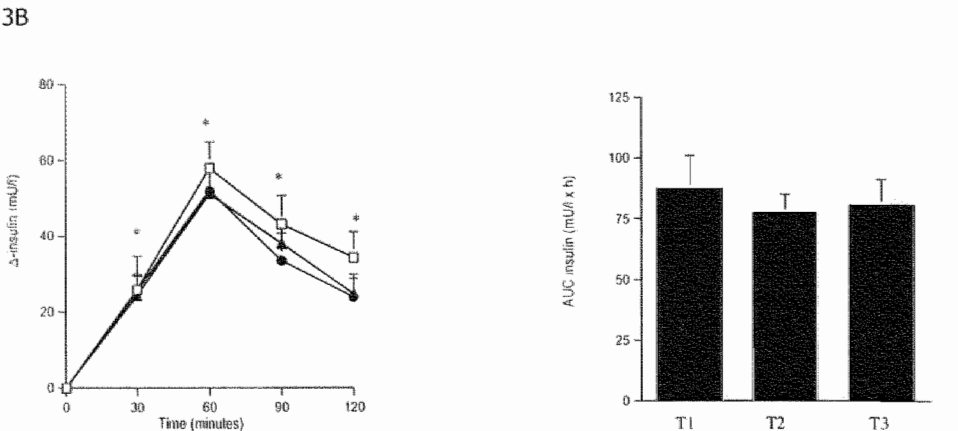 3B
Δ-insulin (mU/l)
80
60
40
20
0
*
*
*
*
0 30 60 90 120
Time (minutes)
AUC insulin (mU/l x h)
125
100
75
50
25
0
T1 T2 T3